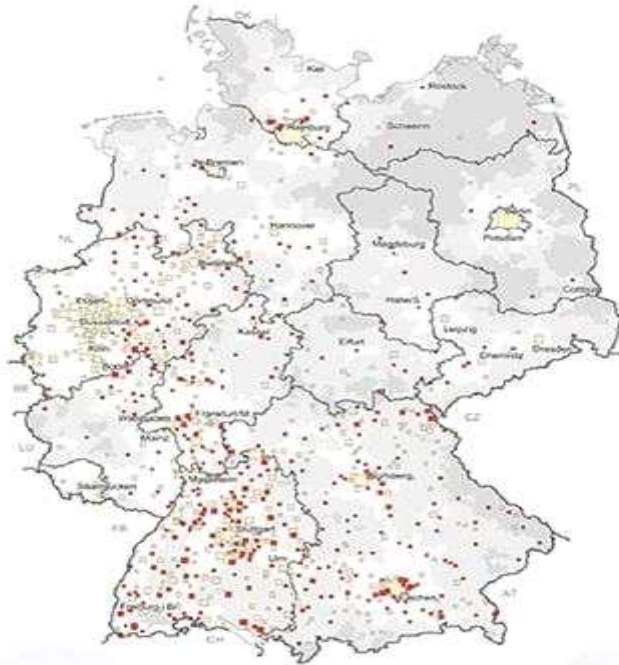 DK
Kiel
Rostock
Hamburg
Schwerin
Bremen
PL
NL
Hannover
Potsdam
Magdeburg
Cottbus
Essen
Dortmund
Düsseldorf
Halle/S
Leipzig
Kassel
Köln
Erfurt
Dresden
Chemnitz
Bonn
BE
Wiesbaden
Frankfurt/M
CZ
Mainz
LU
Mannheim
Saarbrücken
Nürnberg
FR
Stuttgart
Ulm
München
AT
Freiburg i Br
CH